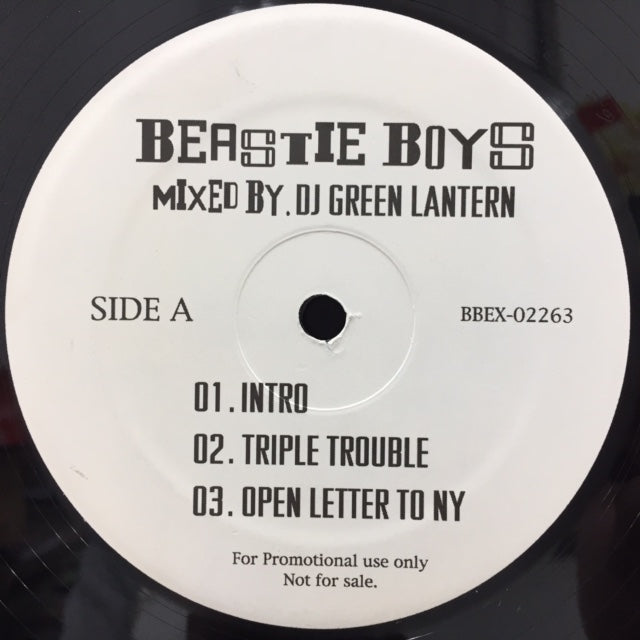 BEASTIE BOYS
MIXED BY. DJ GREEN LANTERN
SIDE A
BBEX-02263
01. INTRO
02. TRIPLE TROUBLE
03. OPEN LETTER TO NY
For Promotional use only
Not for sale.